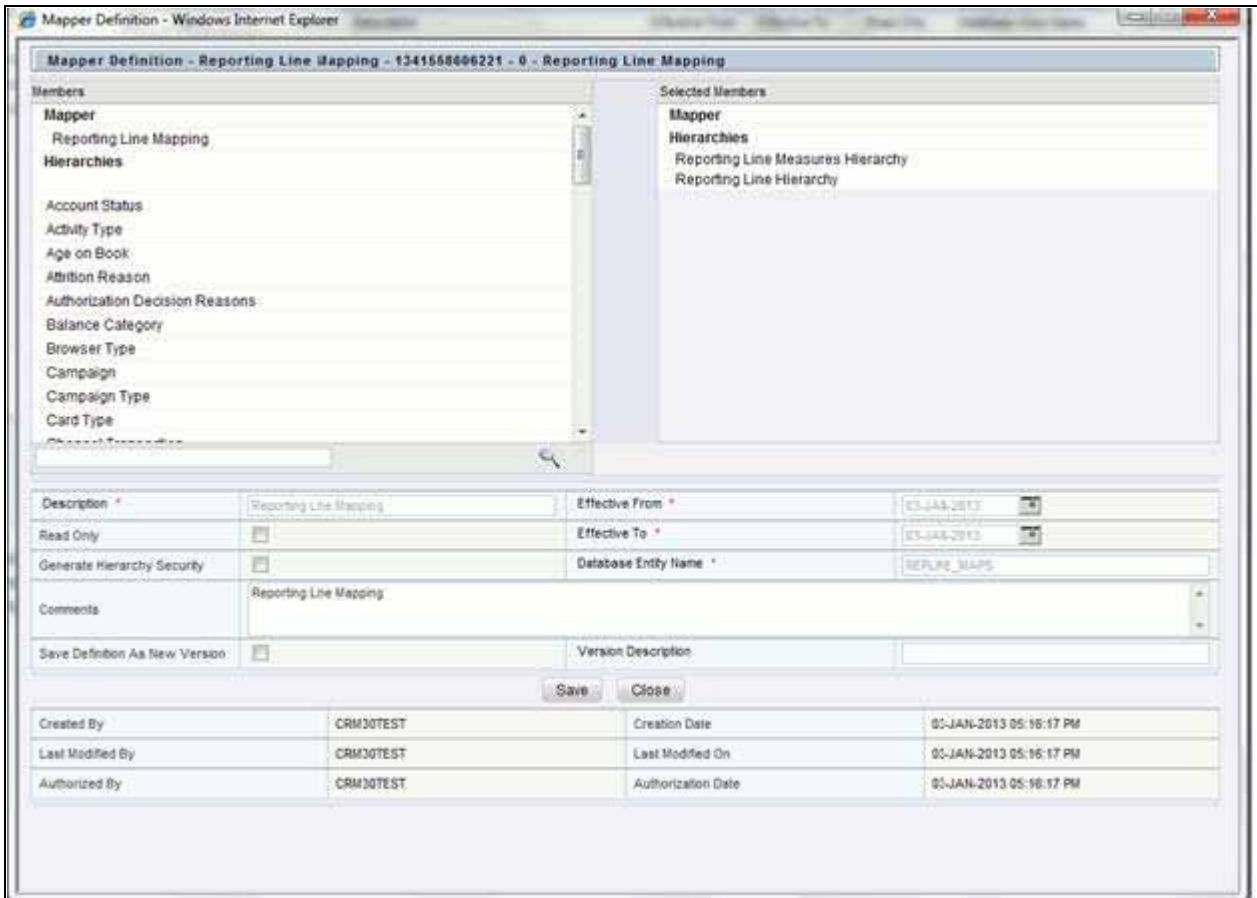 Mapper Definition - Windows Internet Explorer
Mapper Definition - Reporting Line Mapping - 1341558606221 - 0 - Reporting Line Mapping
Members
Selected Members
Mapper
Reporting Line Mapping
Hierarchies
Account Status
Activity Type
Age on Book
Attrition Reason
Authorization Decision Reasons
Balance Category
Browser Type
Campaign
Campaign Type
Card Type
Mapper
Hierarchies
Reporting Line Measures Hierarchy
Reporting Line Hierarchy
Description * Reporting Line Mapping Effective From * 03-JAN-2013
Read Only Effective To * 03-JAN-2013
Generate Hierarchy Security Database Entity Name *
Comments Reporting Line Mapping
Save Definition As New Version Version Description
Save Close
Created By CRM30TEST Creation Date 03-JAN-2013 05:16:17 PM
Last Modified By CRM30TEST Last Modified On 03-JAN-2013 05:16:17 PM
Authorized By CRM30TEST Authorization Date 03-JAN-2013 05:16:17 PM